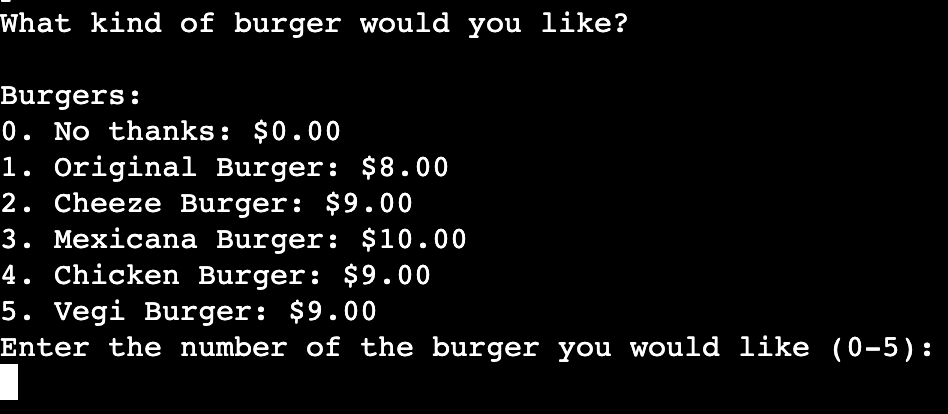 What kind of burger would you like?
Burgers:
0. No thanks: $0.00
1. Original Burger: $8.00
2. Cheeze Burger: $9.00
3. Mexicana Burger: $10.00
4. Chicken Burger: $9.00
5. Vegi Burger: $9.00
Enter the number of the burger you would like (0-5):